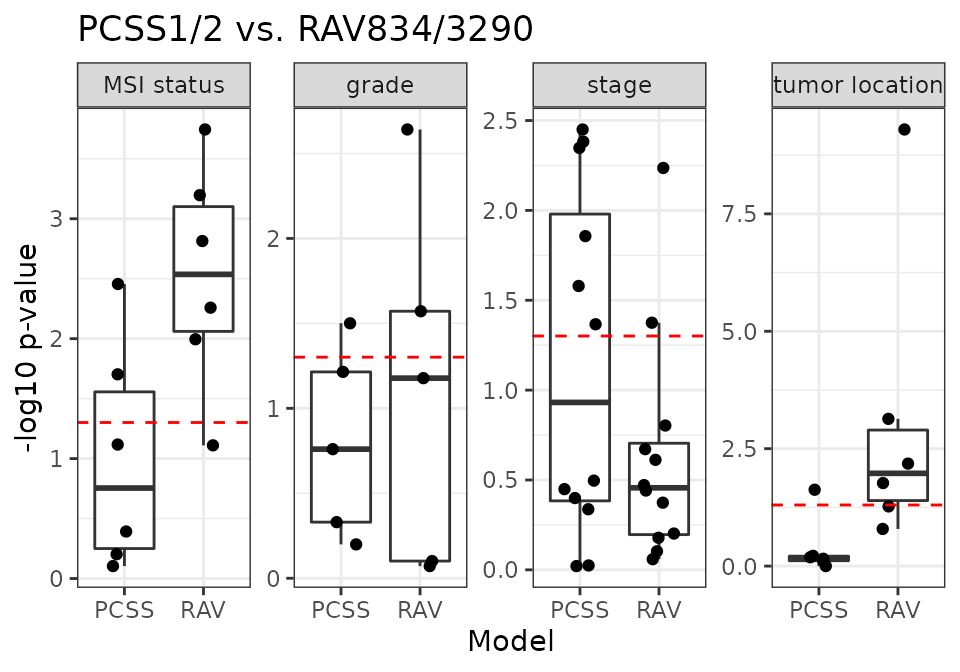 PCSS1/2 vs. RAV834/3290
MSI status
grade
stage
tumor location
-log10 p-value
3
2
1
0
2
1
0
2.5
2.0
1.5
1.0
0.5
0.0
7.5
5.0
2.5
0.0
PCSS RAV
PCSS RAV
PCSS RAV
PCSS RAV
Model